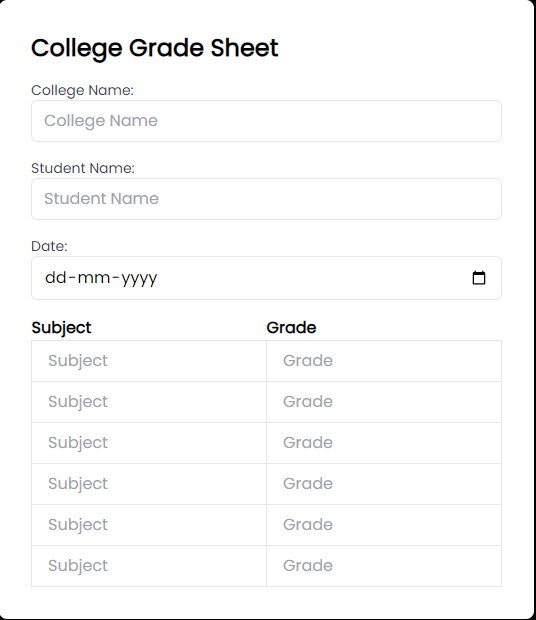 College Grade Sheet
College Name:
College Name
Student Name:
Student Name
Date:
dd-mm-yyyy
Subject Grade
Subject Grade
Subject Grade
Subject Grade
Subject Grade
Subject Grade
Subject Grade